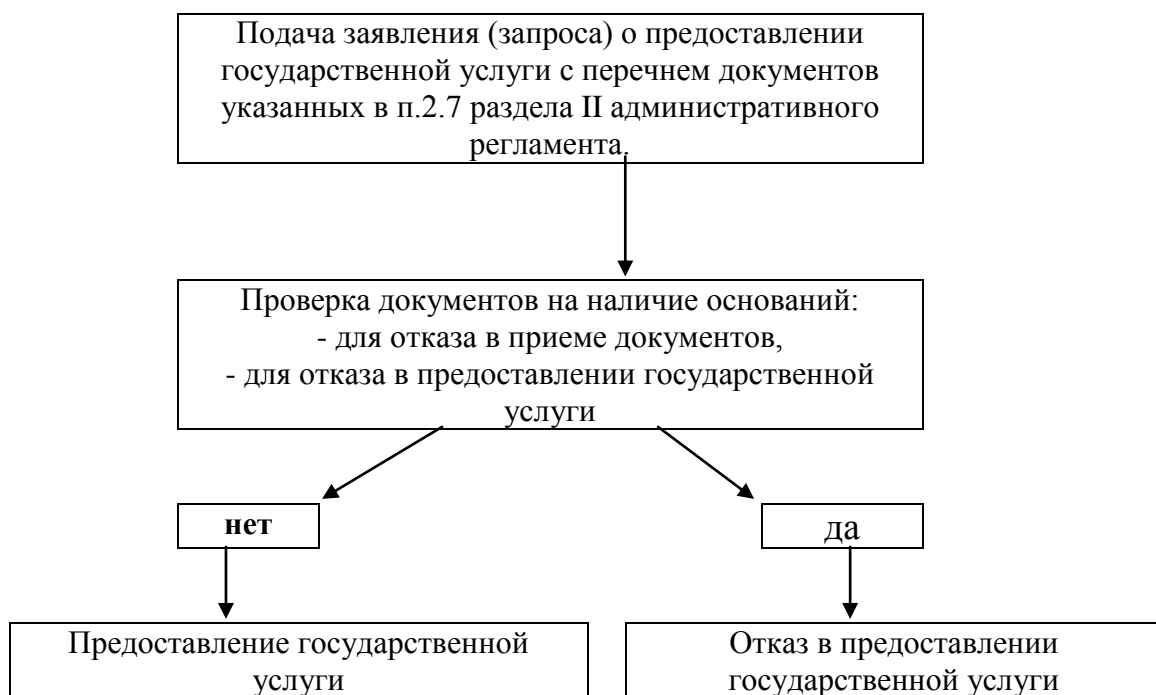 Подача заявления (запроса) о предоставлении
государственной услуги с перечнем документов
указанных в п.2.7 раздела II административного
регламента.
Проверка документов на наличие оснований:
- для отказа в приеме документов,
- для отказа в предоставлении государственной
услуги
нет
да
Предоставление государственной
услуги
Отказ в предоставлении
государственной услуги